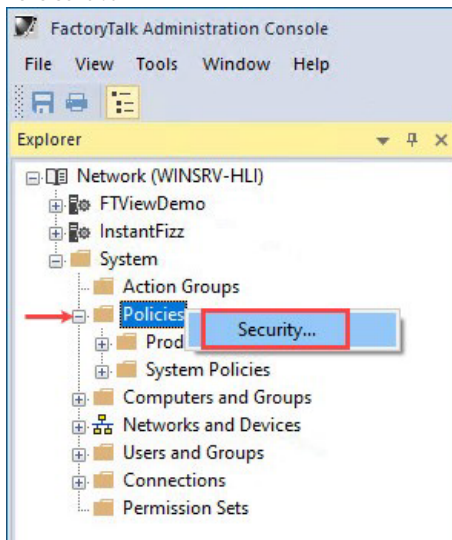 FactoryTalk Administration Console
File View Tools Window Help
Explorer
Network (WINSRV-HLI)
FTViewDemo
InstantFizz
System
Action Groups
Policies
Security...
Prod
System Policies
Computers and Groups
Networks and Devices
Users and Groups
Connections
Permission Sets